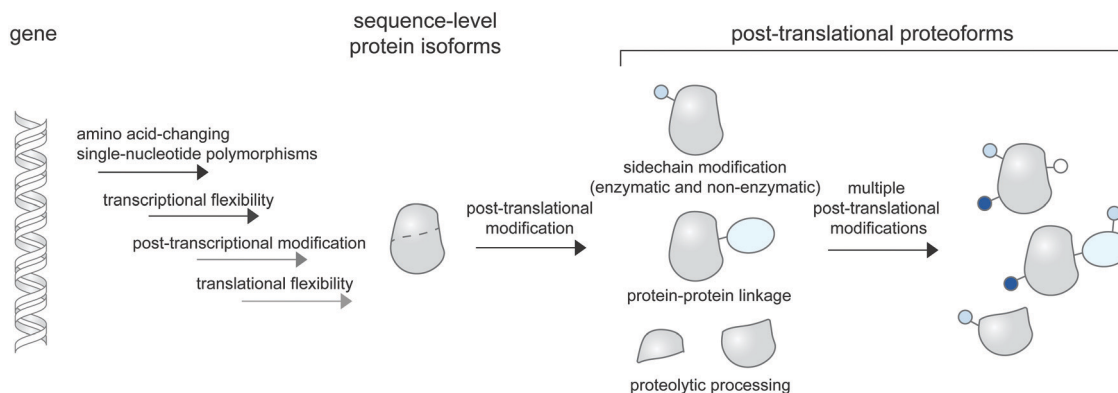 gene
sequence-level
protein isoforms
post-translational proteoforms
amino acid-changing
single-nucleotide polymorphisms
transcriptional flexibility
post-transcriptional modification
translational flexibility
post-translational
modification
sidechain modification
(enzymatic and non-enzymatic)
protein-protein linkage
proteolytic processing
multiple
post-translational
modifications